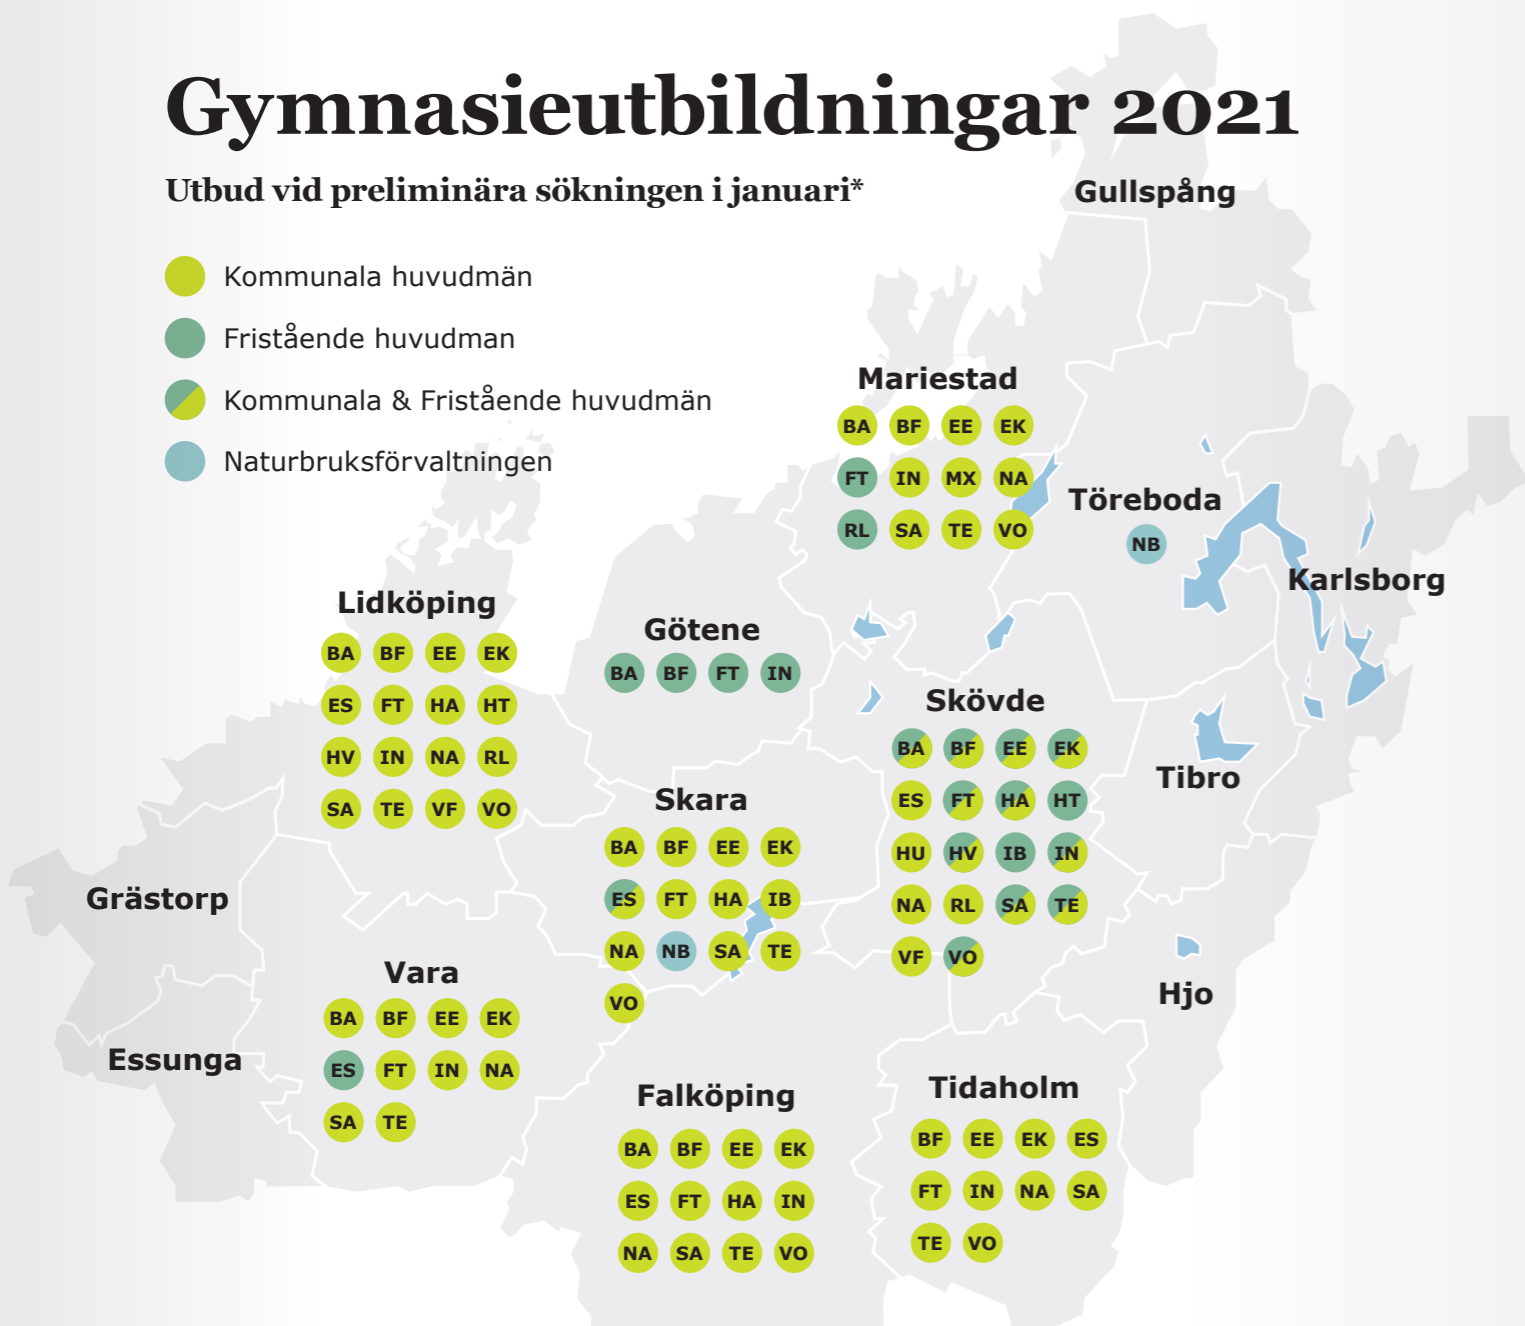 Gymnasieutbildningar 2021
Utbud vid preliminära sökningen i januari*
Kommunala huvudmän
Fristående huvudman
Kommunala & Fristående huvudmän
Naturbruksförvaltningen
Gullspång
Mariestad
BA BF EE EK
FT IN MX NA
RL SA TE VO
Töreboda
NB
Karlsborg
Lidköping
BA BF EE EK
ES FT HA HT
HV IN NA RL
SA TE VF VO
Götene
BA BF FT IN
Skövde
BA BF EE EK
ES FT HA HT
HU HV IB IN
NA RL SA TE
VF VO
Tibro
Skara
BA BF EE EK
ES FT HA IB
NA NB SA TE
VO
Grästorp
Vara
BA BF EE EK
ES FT IN NA
SA TE
Hjo
Essunga
Falköping
BA BF EE EK
ES FT HA IN
NA SA TE VO
Tidaholm
BF EE EK ES
FT IN NA SA
TE VO